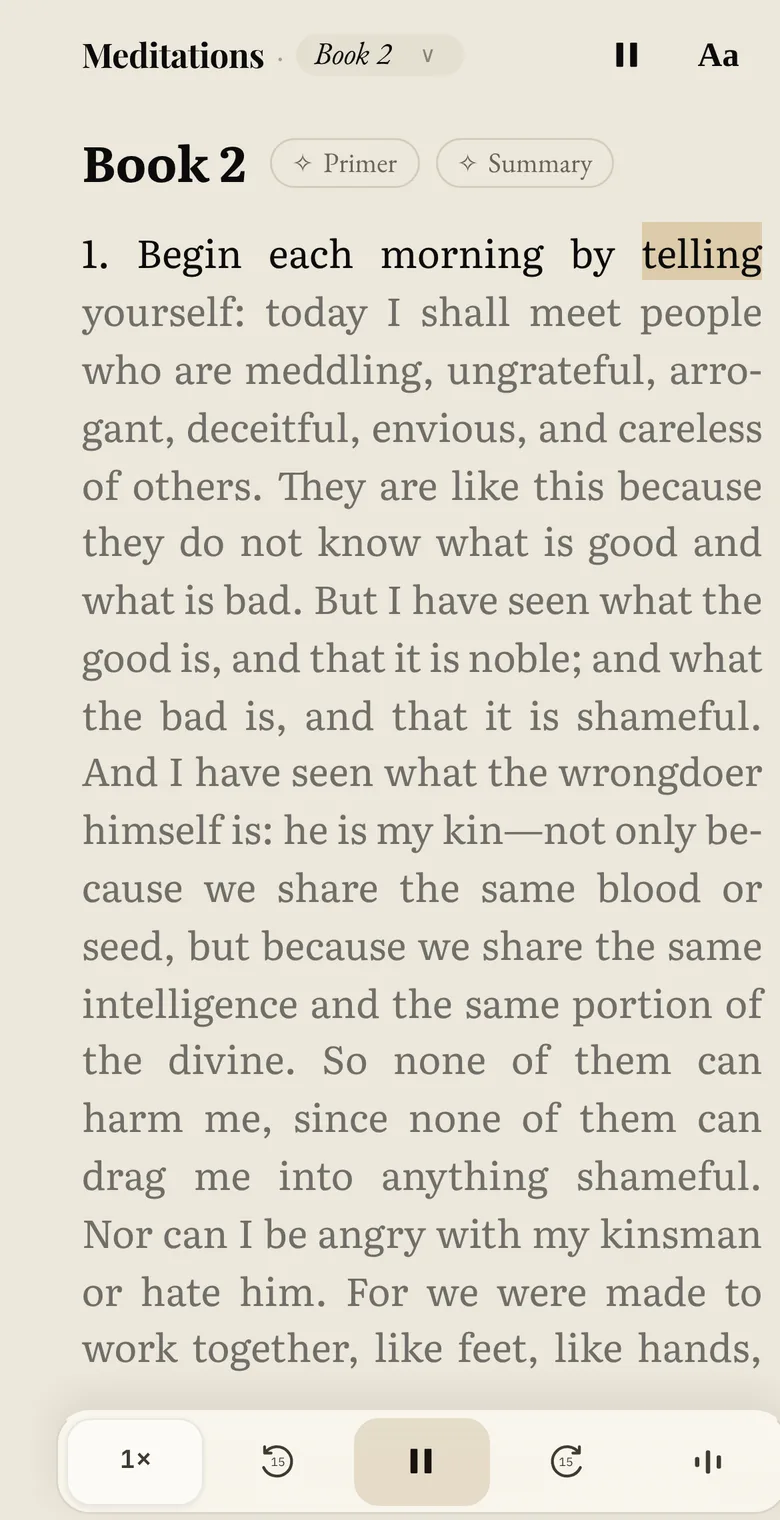 Meditations · Book 2 ∨ Aa
Book 2 ✧ Primer ✧ Summary
1. Begin each morning by telling
yourself: today I shall meet people
who are meddling, ungrateful, arro-
gant, deceitful, envious, and careless
of others. They are like this because
they do not know what is good and
what is bad. But I have seen what the
good is, and that it is noble; and what
the bad is, and that it is shameful.
And I have seen what the wrongdoer
himself is: he is my kin—not only be-
cause we share the same blood or
seed, but because we share the same
intelligence and the same portion of
the divine. So none of them can
harm me, since none of them can
drag me into anything shameful.
Nor can I be angry with my kinsman
or hate him. For we were made to
work together, like feet, like hands,
1× 15 15